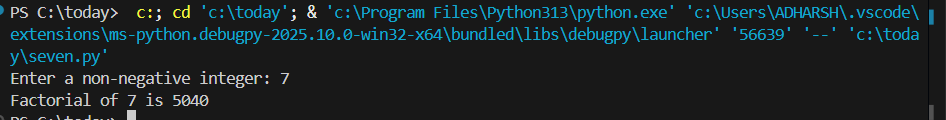 PS C:\today>  c:; cd 'c:\today'; & 'c:\Program Files\Python313\python.exe' 'c:\Users\ADHARSH\.vscode\
extensions\ms-python.debugpy-2025.10.0-win32-x64\bundled\libs\debugpy\launcher' '56639' '--' 'c:\toda
y\seven.py'
Enter a non-negative integer: 7
Factorial of 7 is 5040
PS C:\today>